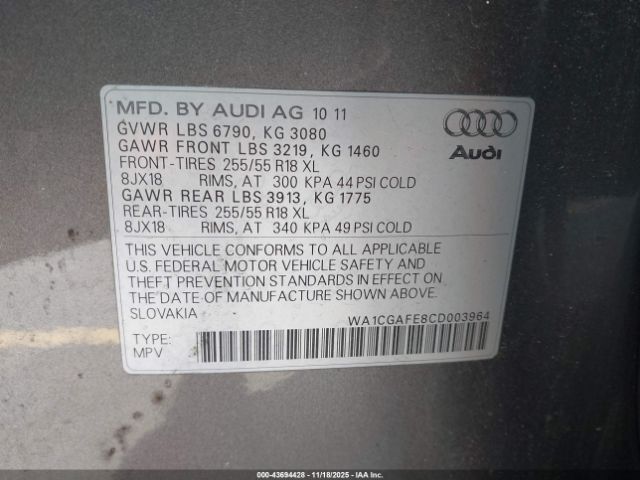 MFD. BY AUDI AG 10 11
GVWR LBS 6790, KG 3080
GAWR FRONT LBS 3219, KG 1460
FRONT-TIRES 255/55 R18 XL
8JX18 RIMS, AT 300 KPA 44 PSI COLD
GAWR REAR LBS 3913, KG 1775
REAR-TIRES 255/55 R18 XL
8JX18 RIMS, AT 340 KPA 49 PSI COLD
Audi
THIS VEHICLE CONFORMS TO ALL APPLICABLE
U.S. FEDERAL MOTOR VEHICLE SAFETY AND
THEFT PREVENTION STANDARDS IN EFFECT ON
THE DATE OF MANUFACTURE SHOWN ABOVE.
SLOVAKIA
WA1CGAFE8CD003964
TYPE:
MPV
000-43694428 - 11/18/2025 - IAA Inc.